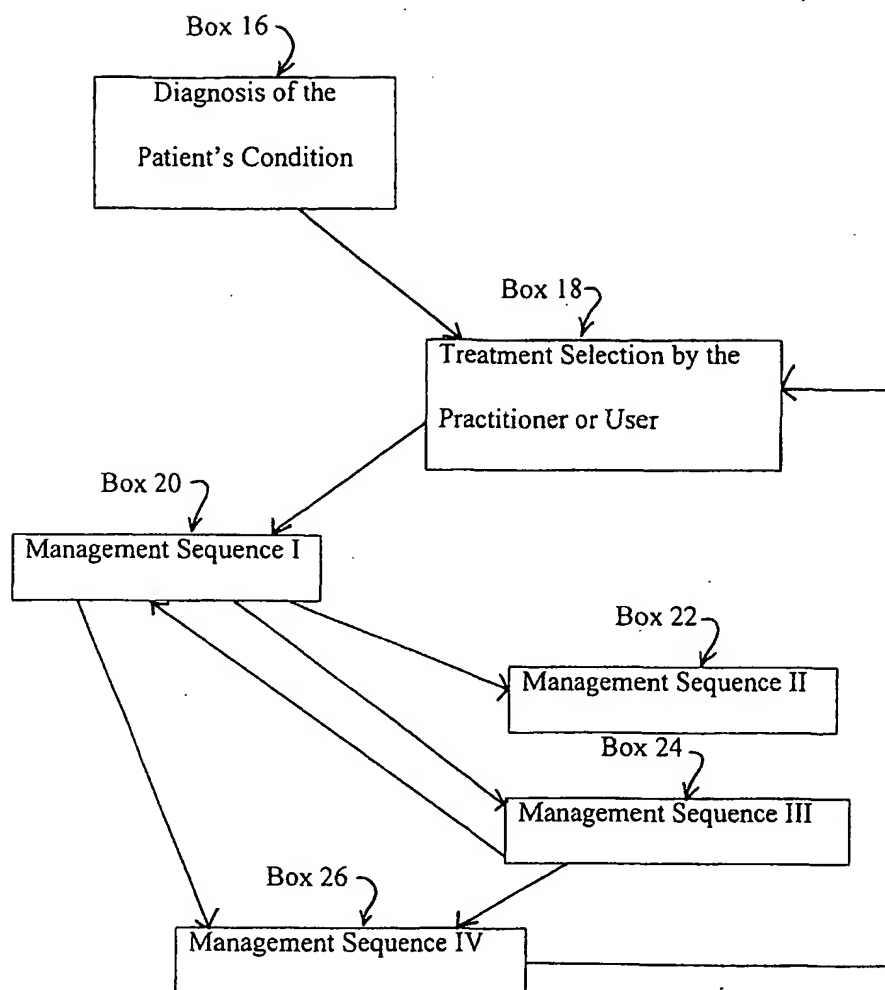 Box 16
Diagnosis of the
Patient's Condition
Box 18
Treatment Selection by the
Practitioner or User
Box 20
Management Sequence I
Box 22
Management Sequence II
Box 24
Management Sequence III
Box 26
Management Sequence IV